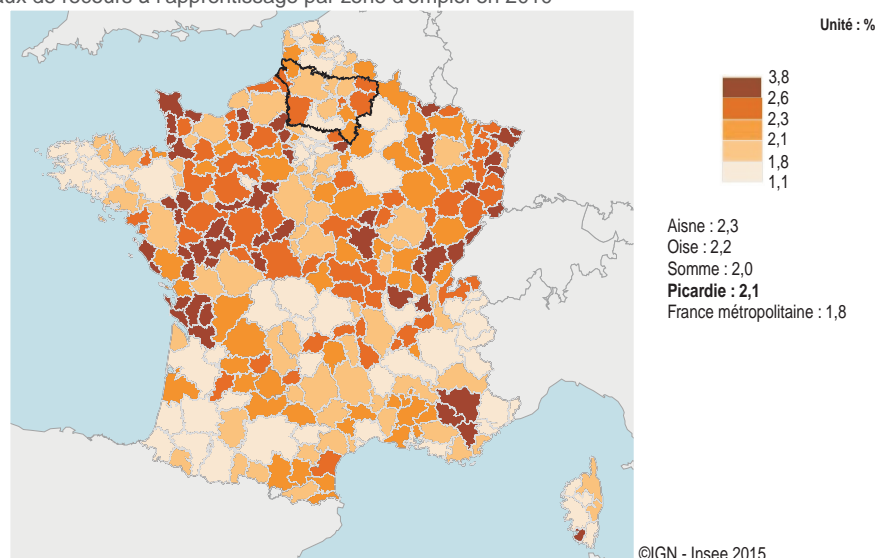 Unité : %
3,8
2,6
2,3
2,1
1,8
1,1
Aisne : 2,3
Oise : 2,2
Somme : 2,0
Picardie : 2,1
France métropolitaine : 1,8
©IGN - Insee 2015